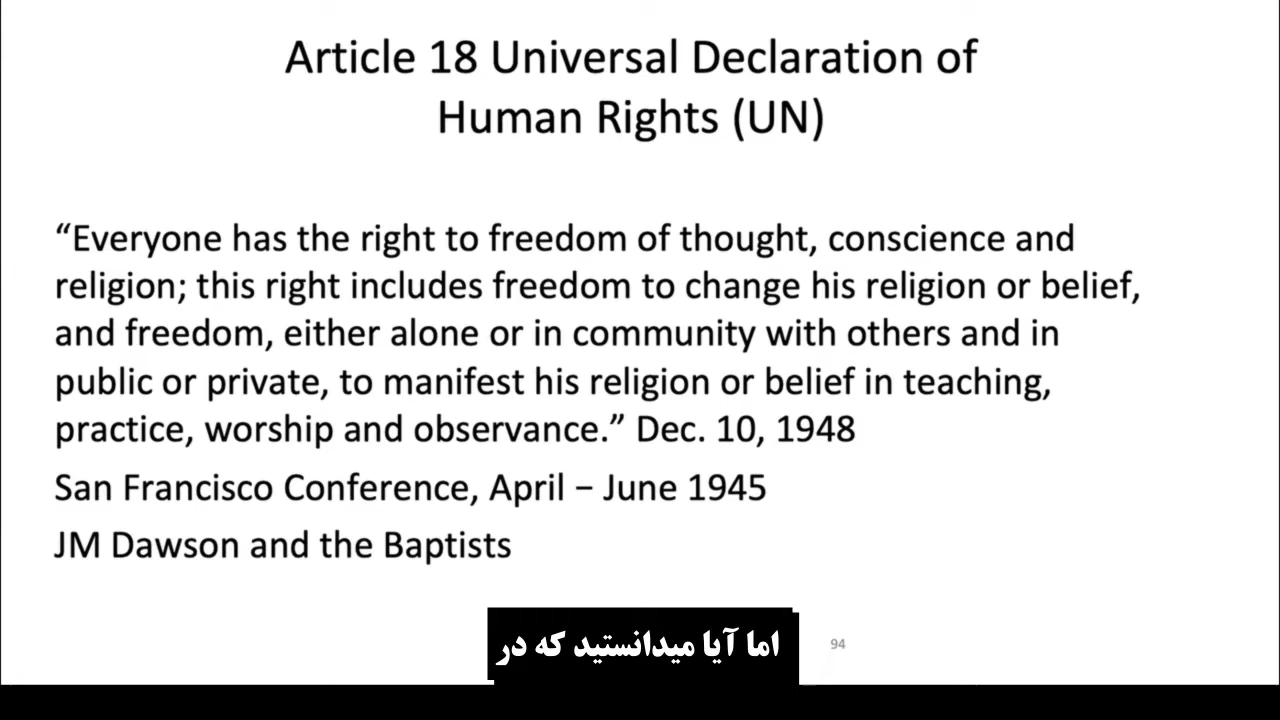 Article 18 Universal Declaration of
Human Rights (UN)
“Everyone has the right to freedom of thought, conscience and
religion; this right includes freedom to change his religion or belief,
and freedom, either alone or in community with others and in
public or private, to manifest his religion or belief in teaching,
practice, worship and observance.” Dec. 10, 1948
San Francisco Conference, April – June 1945
JM Dawson and the Baptists
اما آیا میدانستید که در
94